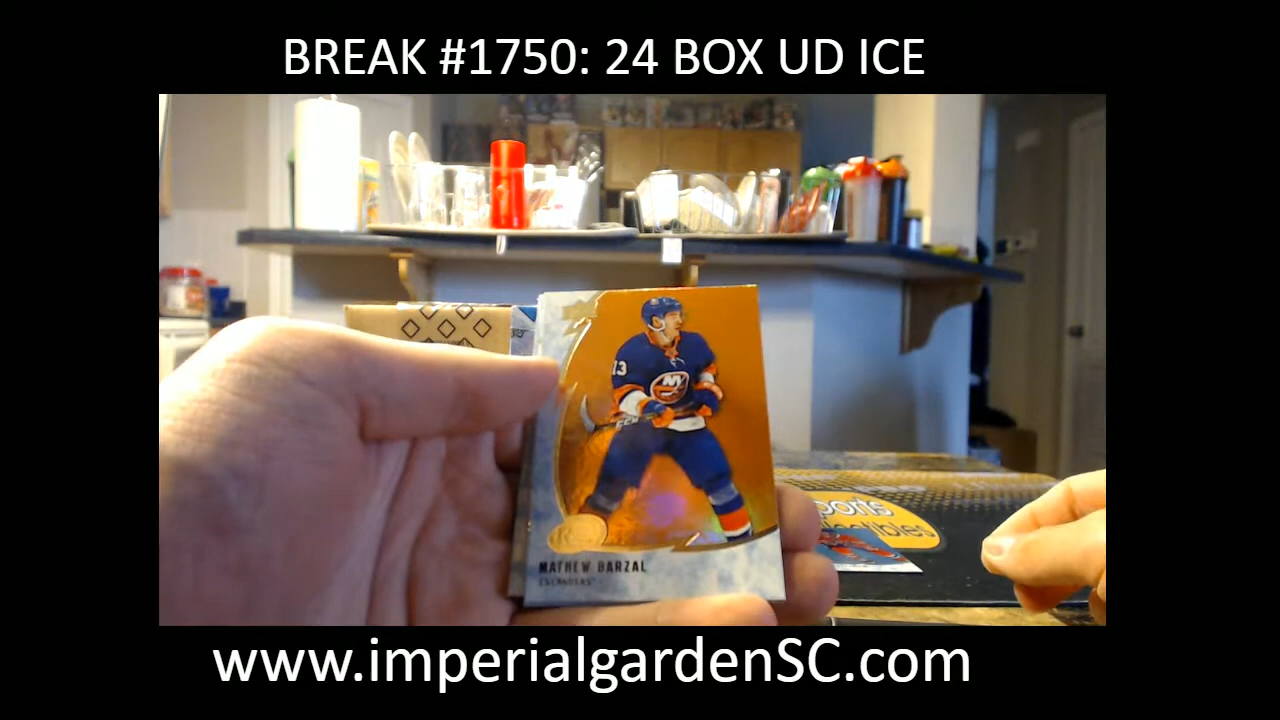 BREAK #1750: 24 BOX UD ICE
13
NY
MATHEW BARZAL
ISLANDERS
www.imperialgardenSC.com